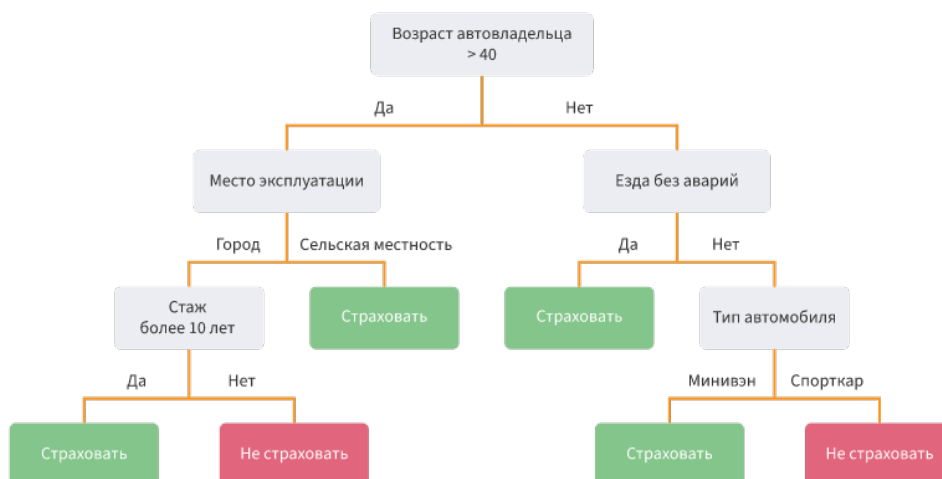 Возраст автовладельца
> 40
Да
Нет
Место эксплуатации
Езда без аварий
Город
Сельская местность
Да
Нет
Стаж
более 10 лет
Страховать
Страховать
Тип автомобиля
Да
Нет
Минивэн
Спорткар
Страховать
Не страховать
Страховать
Не страховать